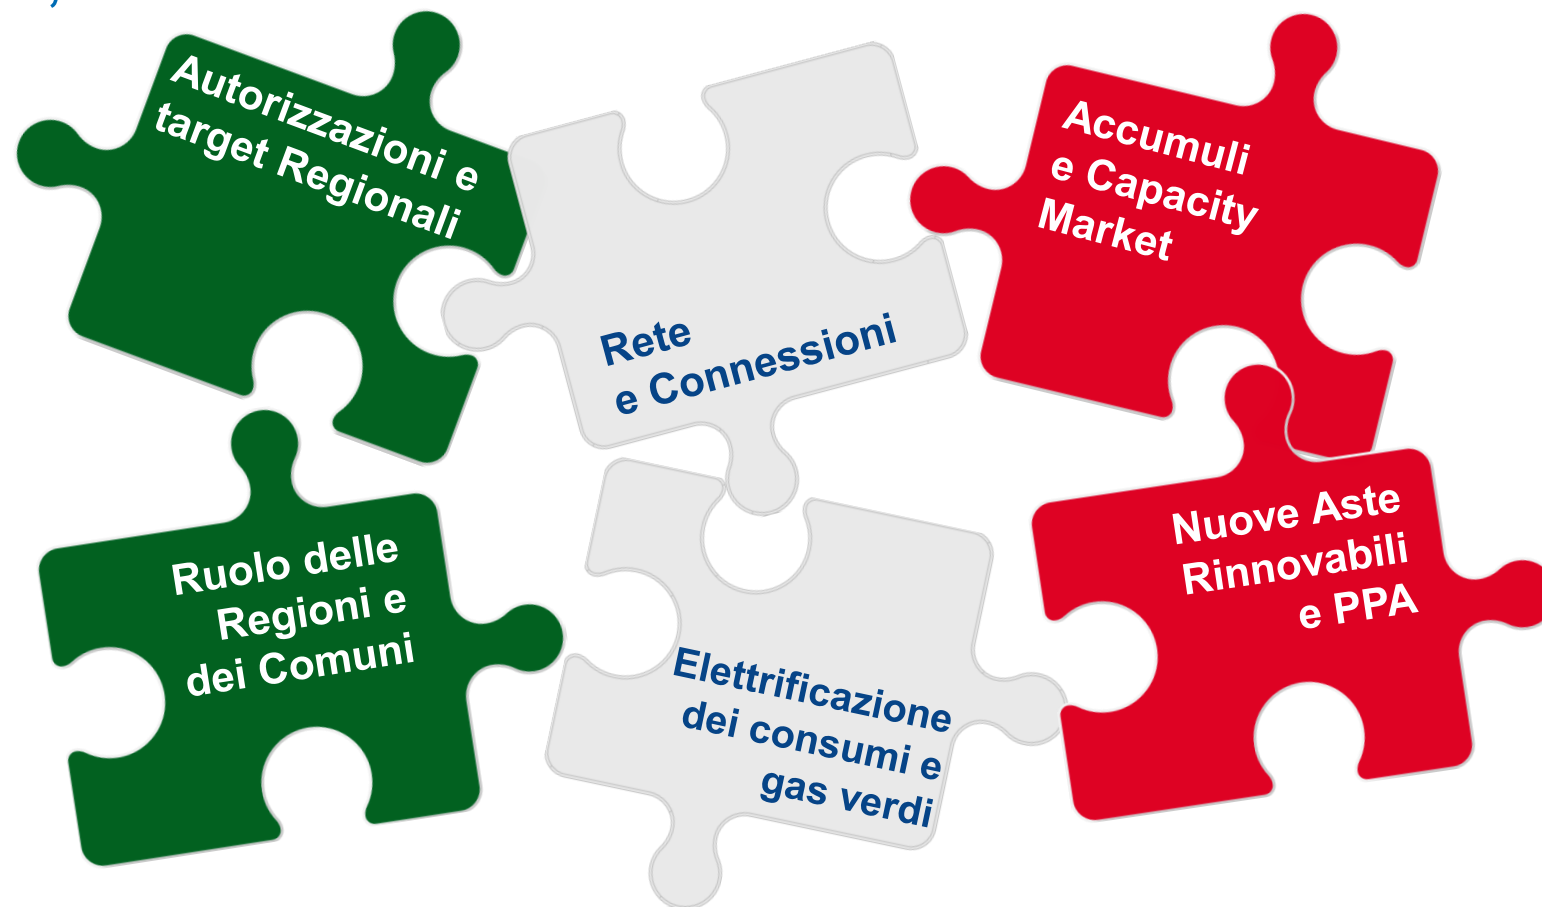 Autorizzazioni e
target Regionali
Rete
e Connessioni
Accumuli
e Capacity
Market
Ruolo delle
Regioni e
dei Comuni
Elettrificazione
dei consumi e
gas verdi
Nuove Aste
Rinnovabili
e PPA